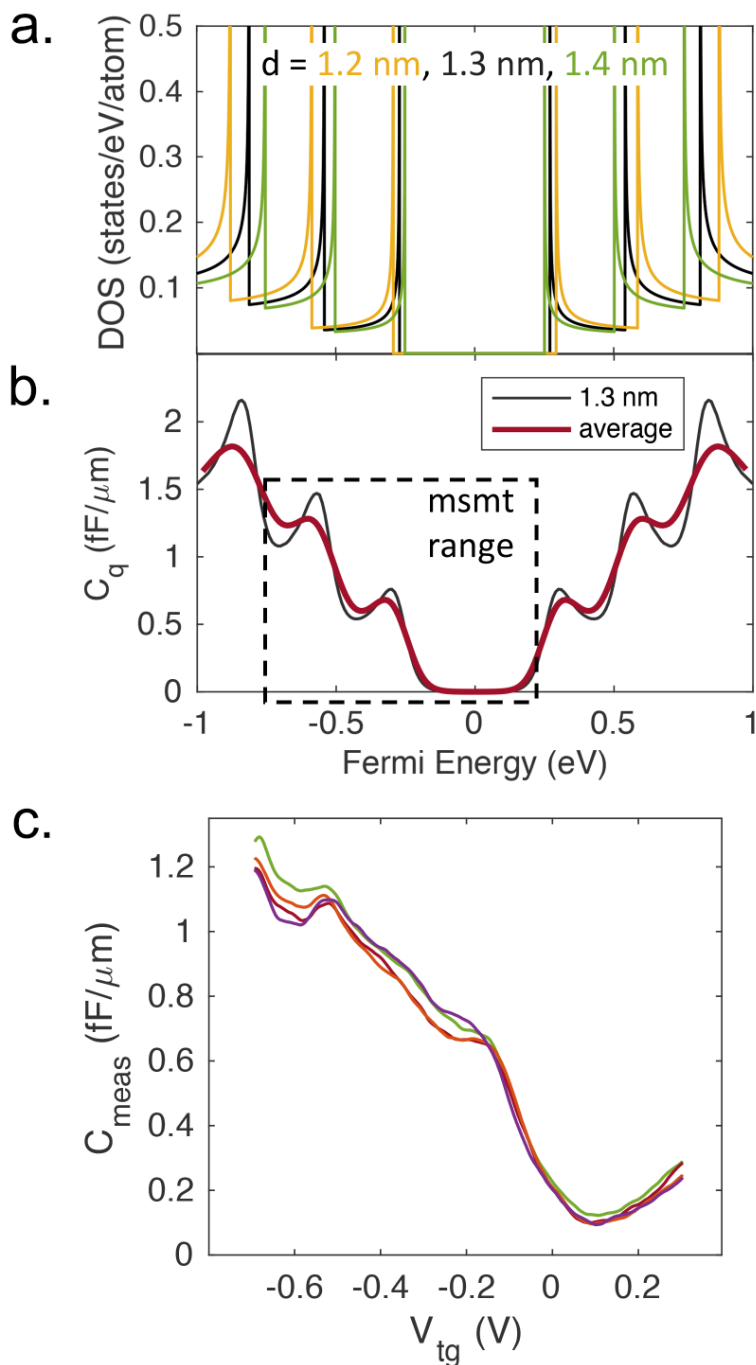 a.
0.5
0.4
0.3
0.2
0.1
DOS (states/eV/atom)
d = 1.2 nm, 1.3 nm, 1.4 nm
b.
2
1.5
1
0.5
0
C_q (fF/μm)
1.3 nm
average
msmt
range
-1 -0.5 0 0.5 1
Fermi Energy (eV)
c.
1.2
1
0.8
0.6
0.4
0.2
0
C_meas (fF/μm)
-0.6 -0.4 -0.2 0 0.2
V_tg (V)